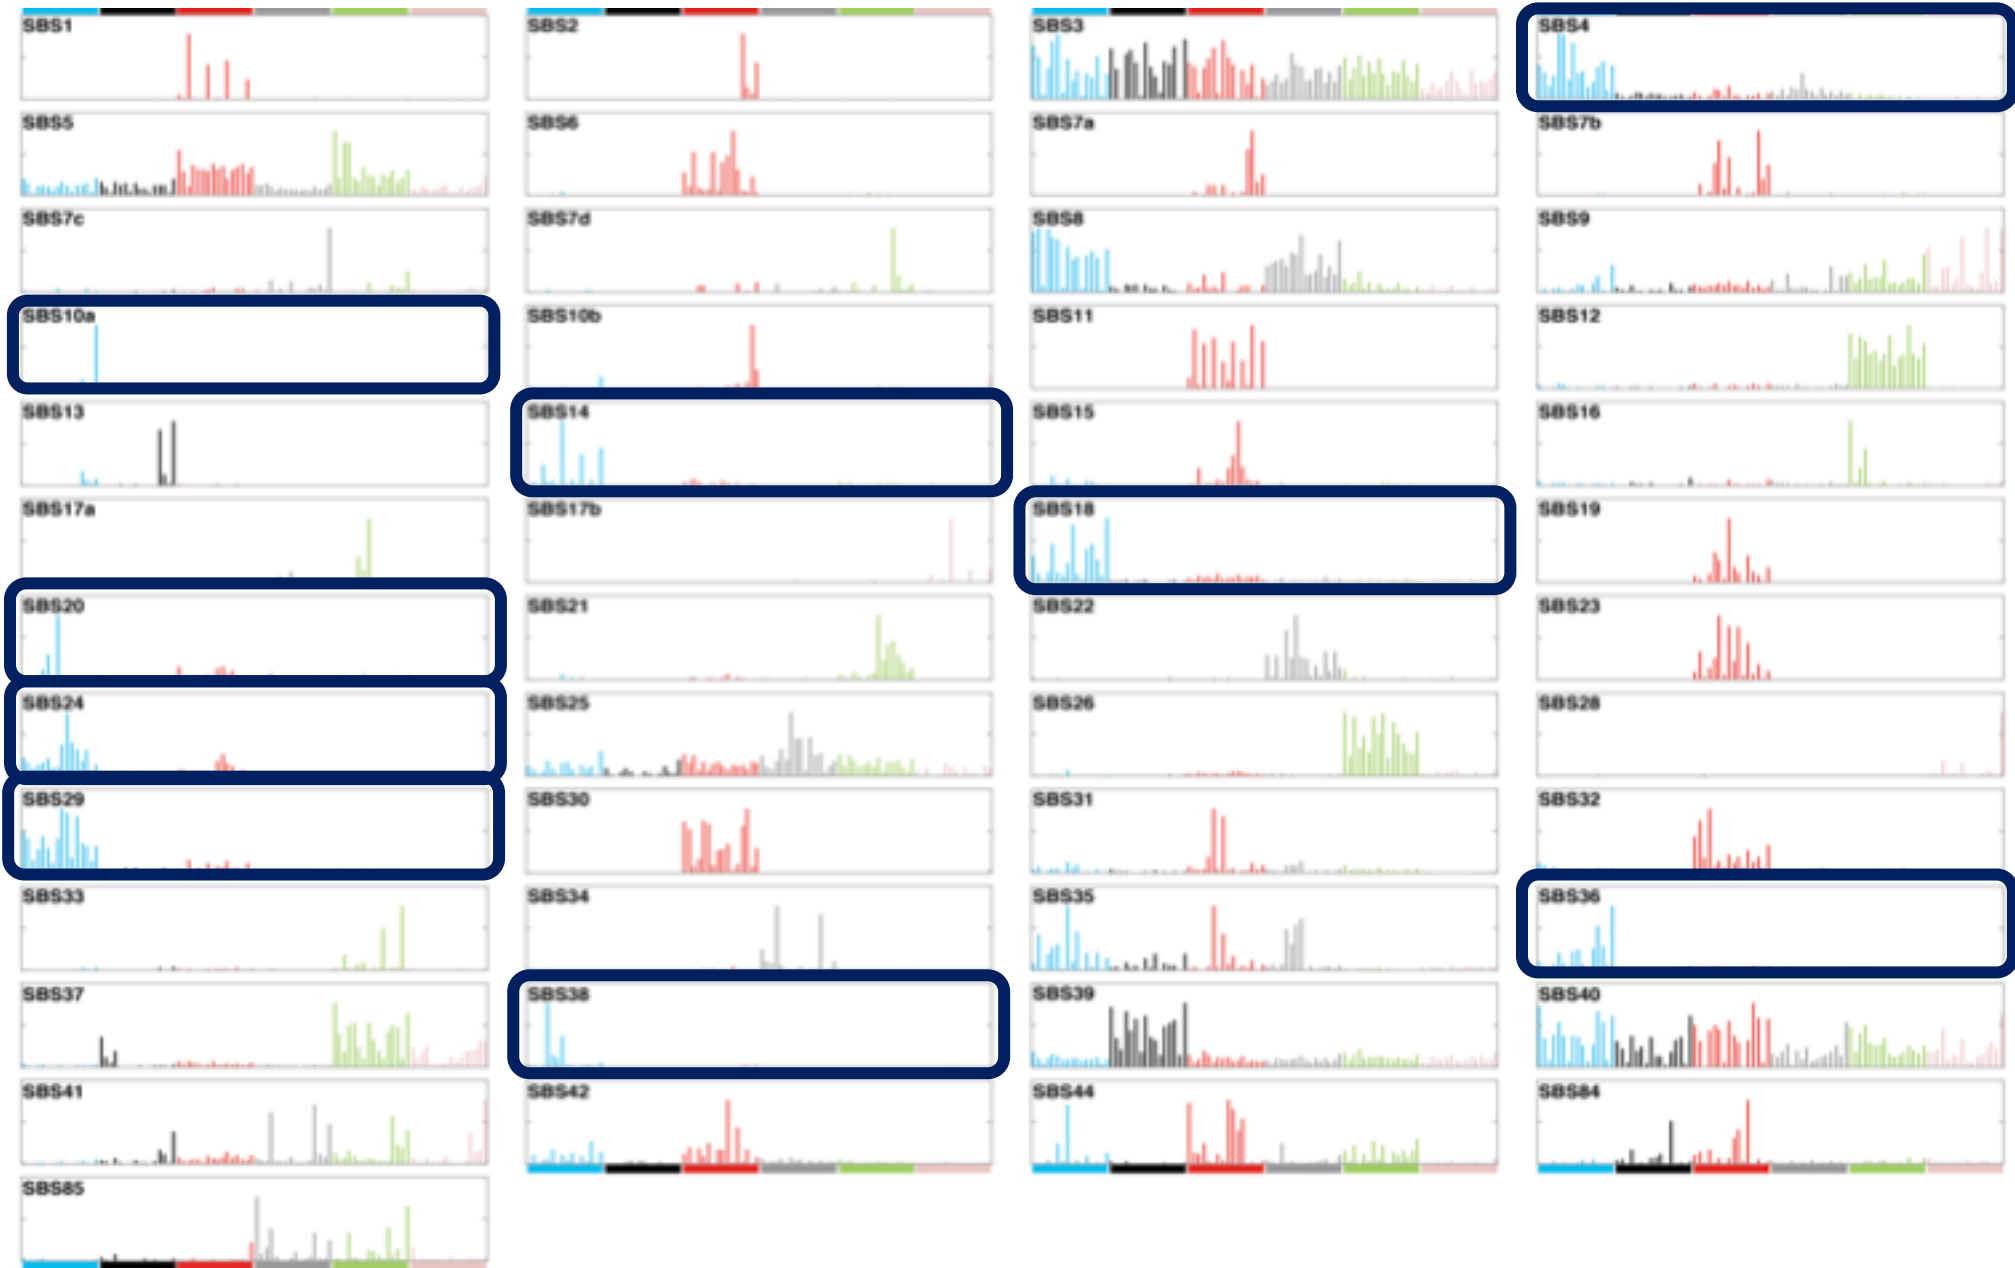 SBS1 SBS2 SBS3 SBS4
SBS5 SBS6 SBS7a SBS7b
SBS7c SBS7d SBS8 SBS9
SBS10a SBS10b SBS11 SBS12
SBS13 SBS14 SBS15 SBS16
SBS17a SBS17b SBS18 SBS19
SBS20 SBS21 SBS22 SBS23
SBS24 SBS25 SBS26 SBS28
SBS29 SBS30 SBS31 SBS32
SBS33 SBS34 SBS35 SBS36
SBS37 SBS38 SBS39 SBS40
SBS41 SBS42 SBS44 SBS84
SBS85